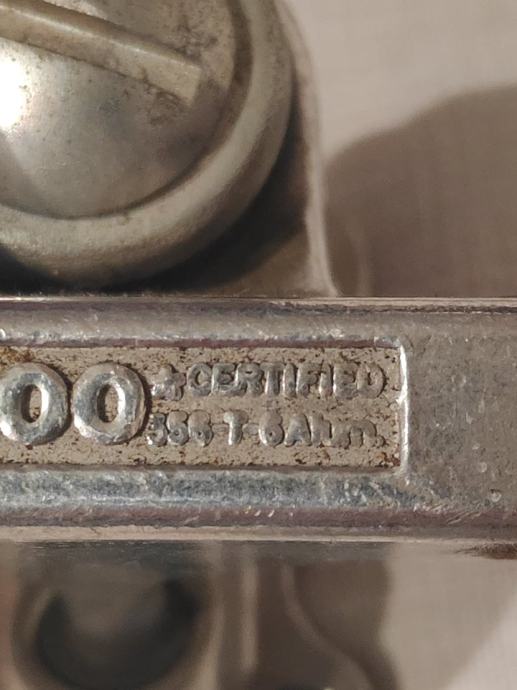 00 + CERTIFIED
356-T-6 Alum.